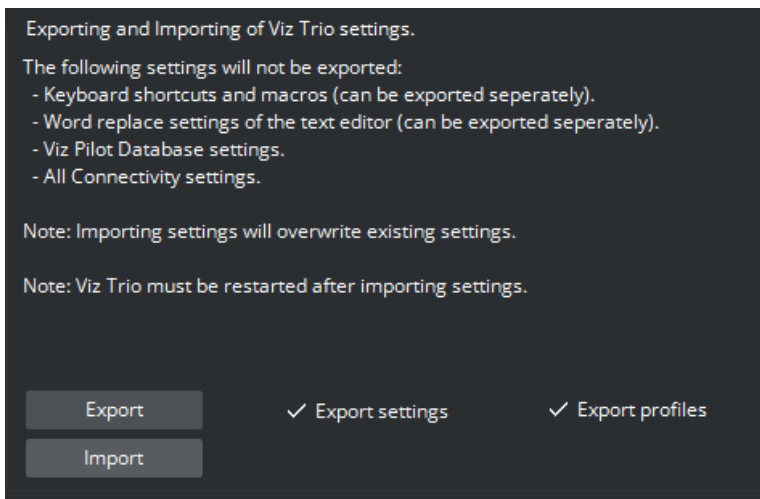 Exporting and Importing of Viz Trio settings.
The following settings will not be exported:
- Keyboard shortcuts and macros (can be exported seperately).
- Word replace settings of the text editor (can be exported seperately).
- Viz Pilot Database settings.
- All Connectivity settings.
Note: Importing settings will overwrite existing settings.
Note: Viz Trio must be restarted after importing settings.
Export
Export settings
Export profiles
Import